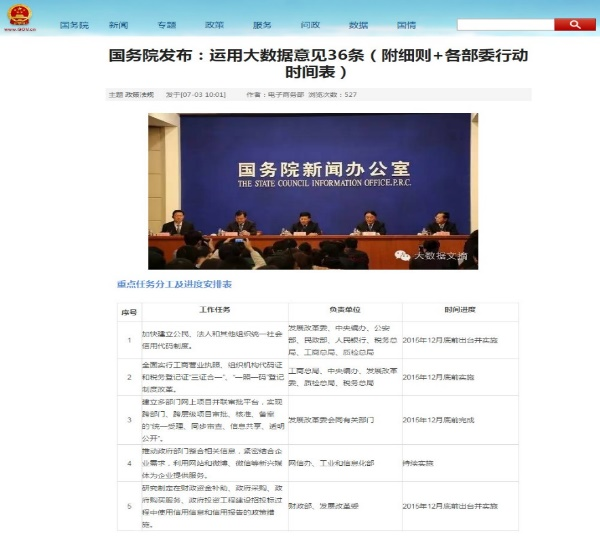 www.GOV.cn
国务院 新闻 专题 政策 服务 问政 数据 国情
搜索
国务院发布：运用大数据意见36条（附细则+各部委行动
时间表）
主题 政策法规 发于[07-03 10:01] 作者：电子商务部 浏览次数：527
国务院新闻办公室
THE STATE COUNCIL INFORMATION OFFICE,P.R.C.
大数据文摘
重点任务分工及进度安排表
序号 工作任务 负责单位 时间进度
1 加快建立公民、法人和其他组织统一社会
信用代码制度。
发展改革委、中央编办、公安
部、民政部、人民银行、税务总
局、工商总局、质检总局
2015年12月底前出台并实施
2 全面实行工商营业执照、组织机构代码证
和税务登记证“三证合一”、“一照一码”登记
制度改革。
工商总局、中央编办、发展改革
委、质检总局、税务总局
2015年12月底前实施
3 建立多部门网上项目并联审批平台，实现
跨部门、跨层级项目审批、核准、备案
的“统一受理、同步审查、信息共享、透明
公开”。
发展改革委会同有关部门
2015年12月底前完成
4 推动政府部门整合相关信息，紧密结合企
业需求，利用网站和微博、微信等新兴媒
体为企业提供服务。
网信办、工业和信息化部
持续实施
5 研究制定在财政资金补助、政府采购、政
府购买服务、政府投资工程建设招投标过
程中使用信用信息和信用报告的政策措
施。
财政部、发展改革委
2015年12月底前出台并实施